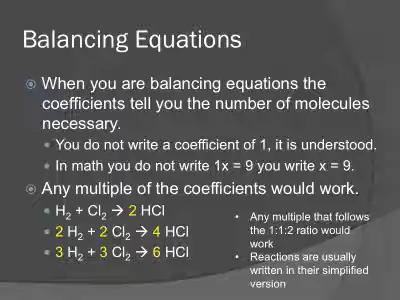 Balancing Equations
When you are balancing equations the
coefficients tell you the number of molecules
necessary.
You do not write a coefficient of 1, it is understood.
In math you do not write 1x = 9 you write x = 9.
Any multiple of the coefficients would work.
H₂ + Cl₂ → 2 HCl
2 H₂ + 2 Cl₂ → 4 HCl
3 H₂ + 3 Cl₂ → 6 HCl
• Any multiple that follows
the 1:1:2 ratio would
work
• Reactions are usually
written in their simplified
version